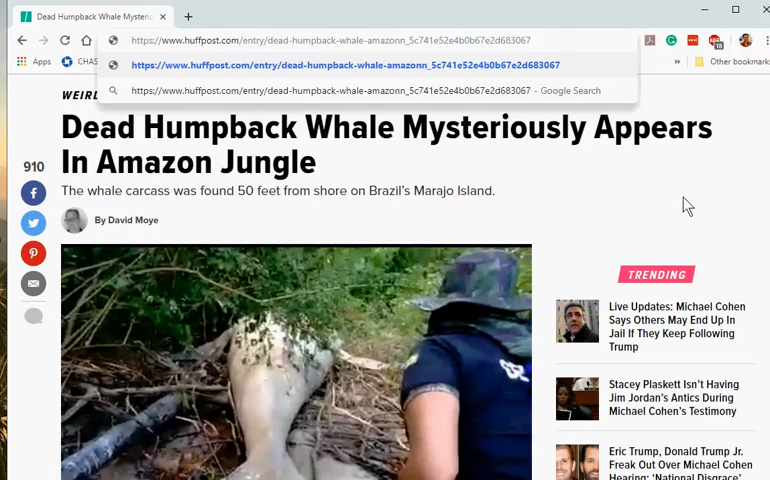 Dead Humpback Whale Mysterio
https://www.huffpost.com/entry/dead-humpback-whale-amazonn_5c741e52e4b0b67e2d683067
https://www.huffpost.com/entry/dead-humpback-whale-amazonn_5c741e52e4b0b67e2d683067
Apps
CHAS
Other bookmarks
https://www.huffpost.com/entry/dead-humpback-whale-amazonn_5c741e52e4b0b67e2d683067 - Google Search
WEIRD
Dead Humpback Whale Mysteriously Appears
In Amazon Jungle
910
The whale carcass was found 50 feet from shore on Brazil's Marajo Island.
By David Moye
TRENDING
Live Updates: Michael Cohen
Says Others May End Up In
Jail If They Keep Following
Trump
Stacey Plaskett Isn't Having
Jim Jordan's Antics During
Michael Cohen's Testimony
Eric Trump, Donald Trump Jr.
Freak Out Over Michael Cohen
Hearing: 'National Disgrace'